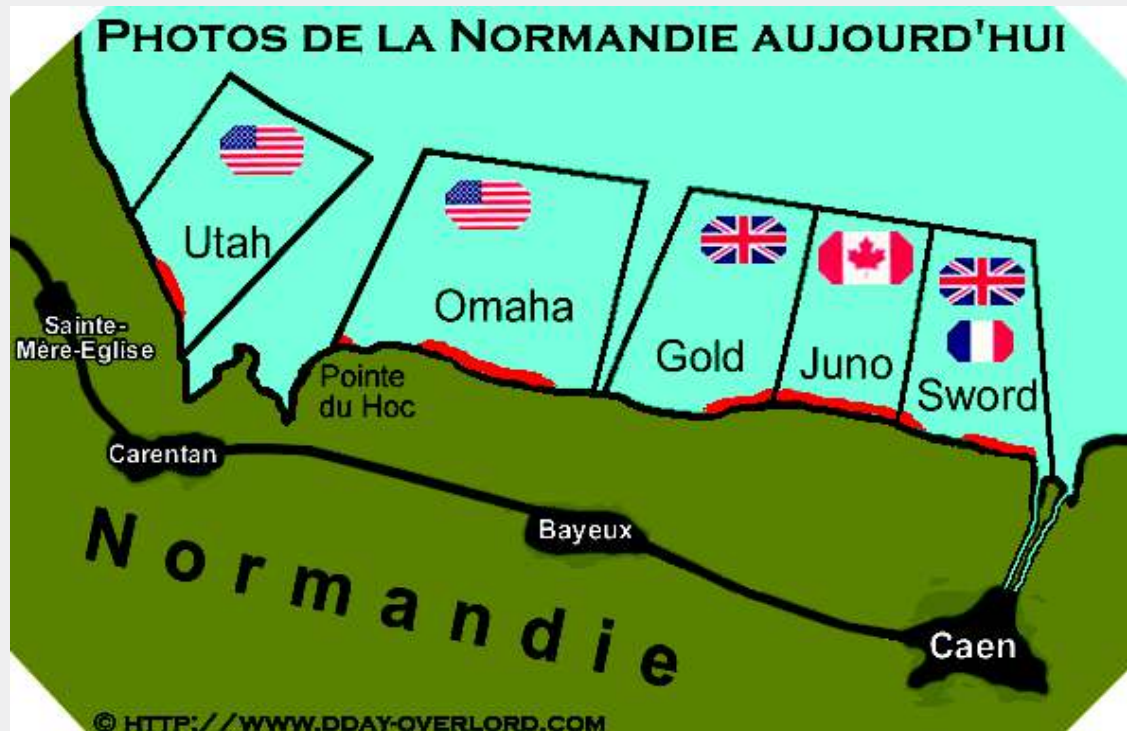 PHOTOS DE LA NORMANDIE AUJOURD'HUI
Utah
Omaha
Gold
Juno
Sword
Sainte-
Mère-Eglise
Pointe
du Hoc
Carentan
Bayeux
Normandie
Caen
© HTTP://WWW.DDAY-OVERLORD.COM